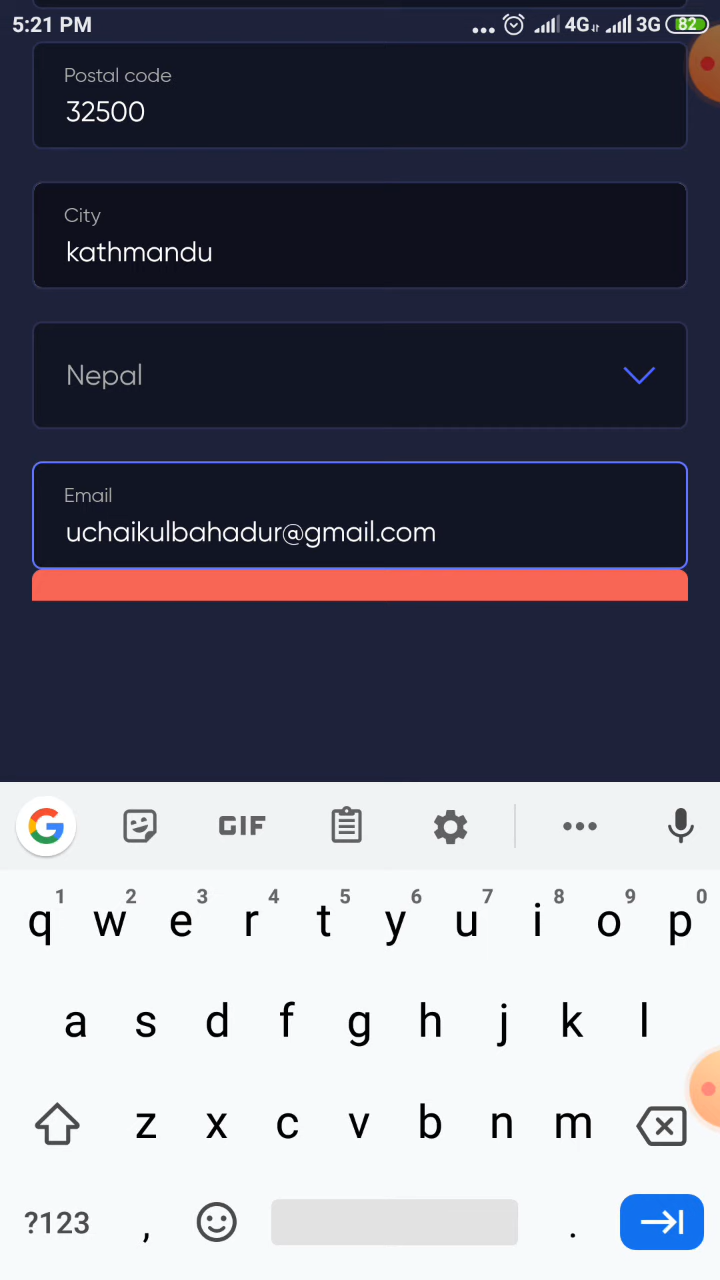 5:21 PM
... 4G 3G 82
Postal code
32500
City
kathmandu
Nepal
Email
uchaikulbahadur@gmail.com
G GIF
1 2 3 4 5 6 7 8 9 0
q w e r t y u i o p
a s d f g h j k l
z x c v b n m
?123 , .